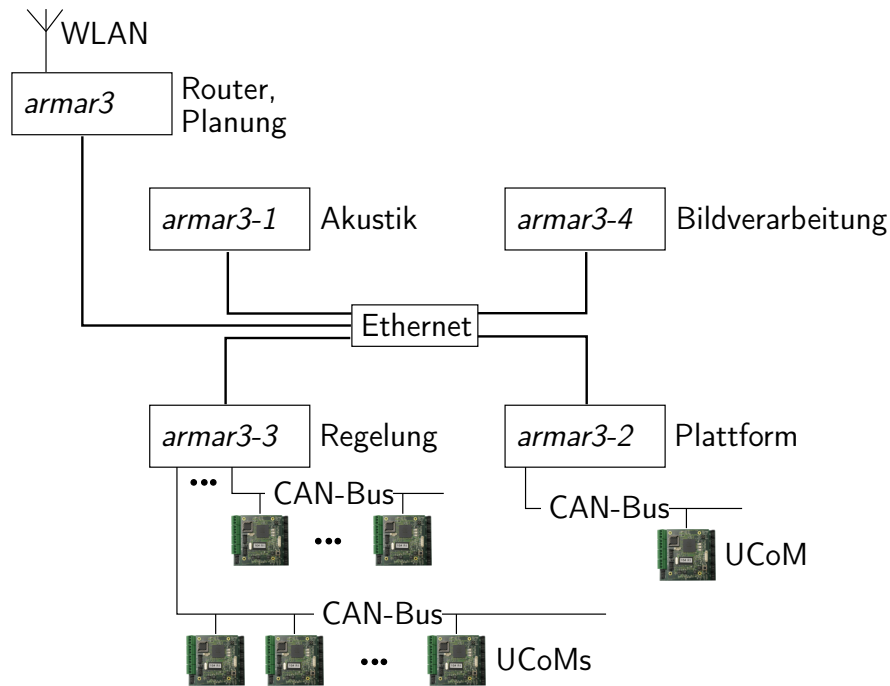 WLAN
armar3
Router,
Planung
armar3-1
Akustik
armar3-4
Bildverarbeitung
Ethernet
armar3-3
Regelung
armar3-2
Plattform
CAN-Bus
CAN-Bus
UCoM
CAN-Bus
UCoMs